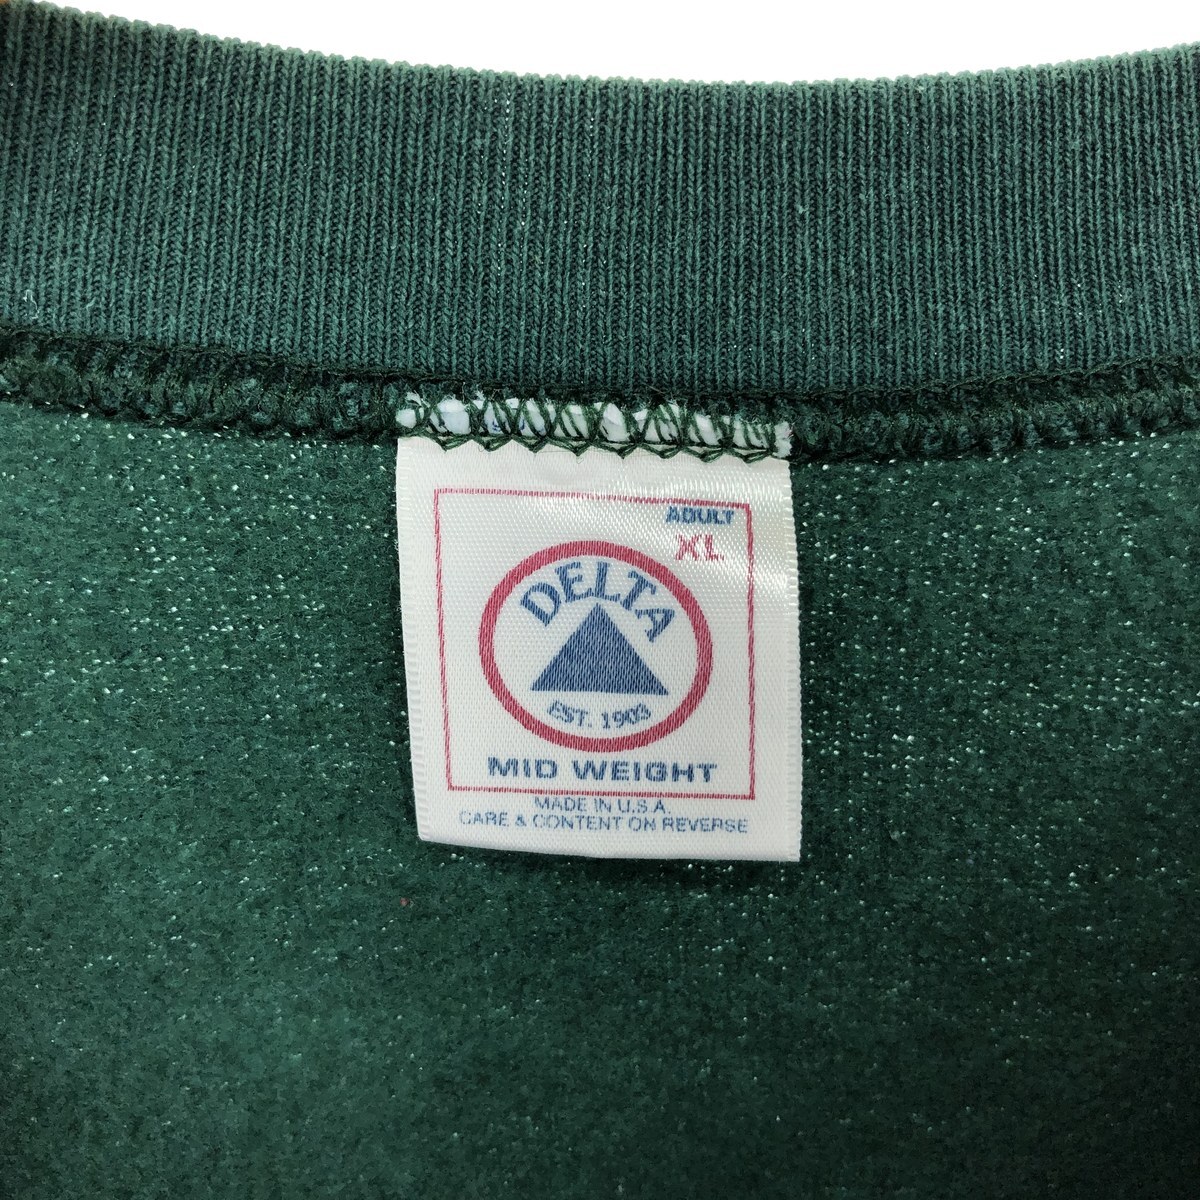 ADULT
XL
DELTA
EST. 1903
MID WEIGHT
MADE IN U.S.A.
CARE & CONTENT ON REVERSE